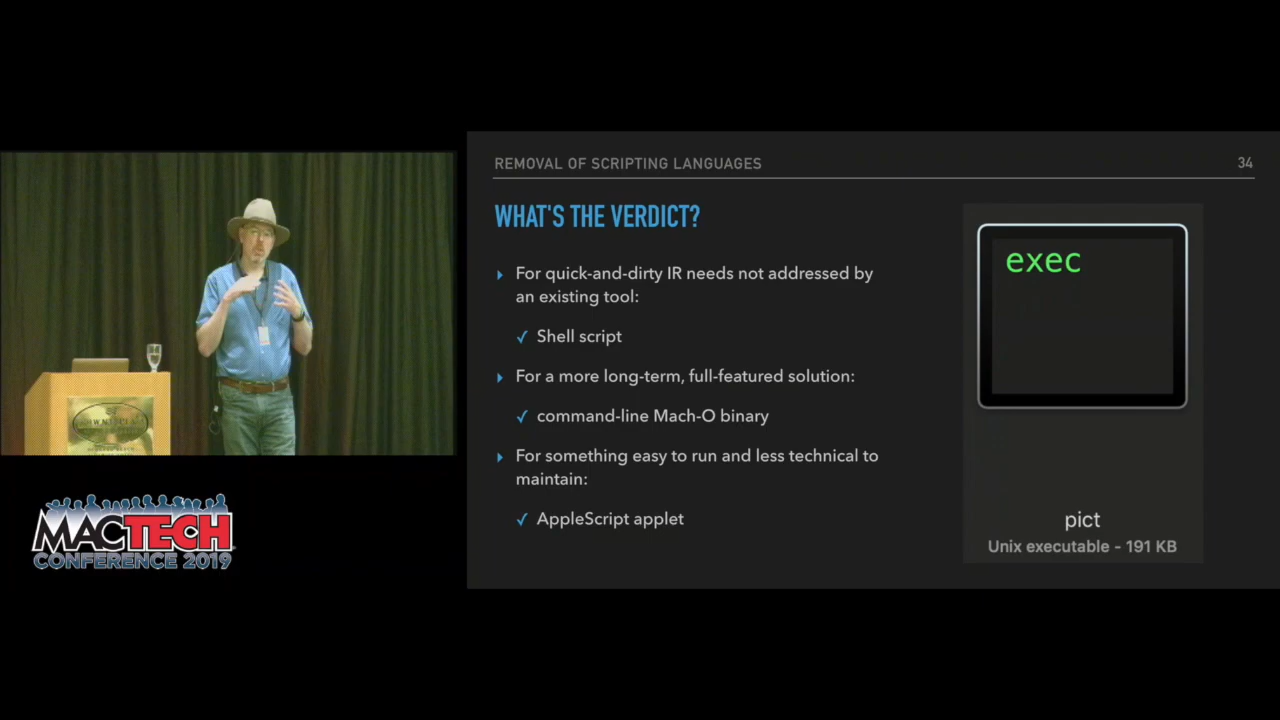 REMOVAL OF SCRIPTING LANGUAGES 34
WHAT'S THE VERDICT?
For quick-and-dirty IR needs not addressed by
an existing tool:
✓ Shell script
For a more long-term, full-featured solution:
✓ command-line Mach-O binary
For something easy to run and less technical to
maintain:
✓ AppleScript applet
exec
pict
Unix executable - 191 KB
MACTECH
CONFERENCE 2019